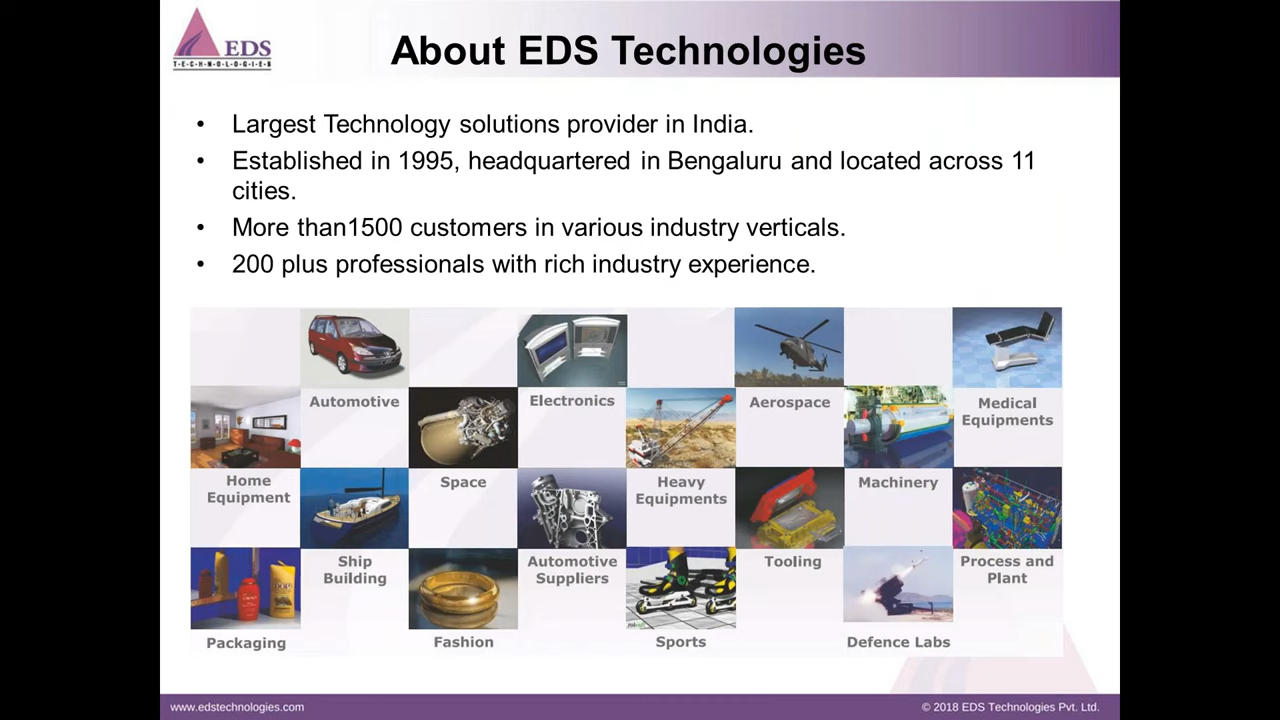 EDS
T·E·C·H·N·O·L·O·G·I·E·S
About EDS Technologies
• Largest Technology solutions provider in India.
• Established in 1995, headquartered in Bengaluru and located across 11
cities.
• More than1500 customers in various industry verticals.
• 200 plus professionals with rich industry experience.
Automotive
Electronics
Aerospace
Medical
Equipments
Home
Equipment
Space
Heavy
Equipments
Machinery
Ship
Building
Automotive
Suppliers
Tooling
Process and
Plant
Packaging
Fashion
Sports
Defence Labs
www.edstechnologies.com
© 2018 EDS Technologies Pvt. Ltd.